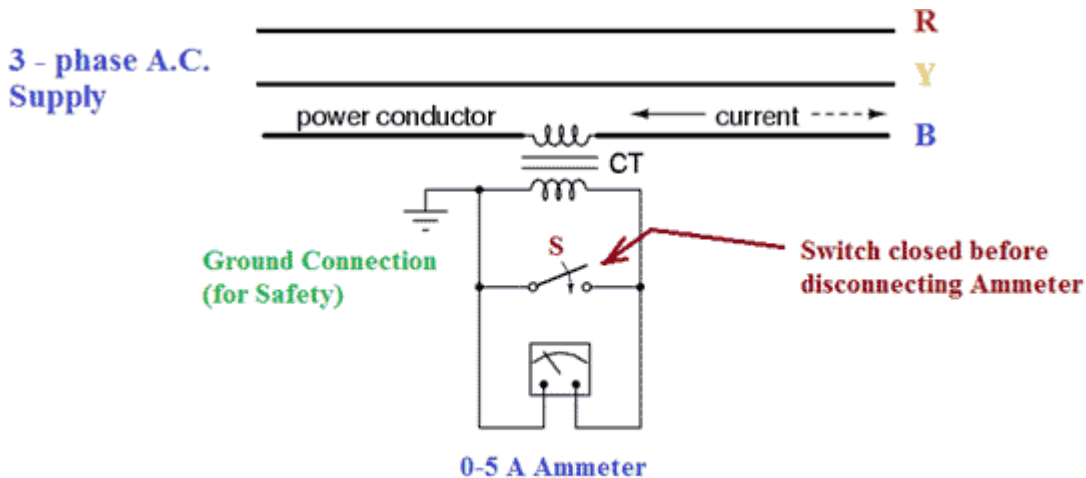 R
3 - phase A.C.
Supply
Y
power conductor
current
B
CT
S
Ground Connection
(for Safety)
Switch closed before
disconnecting Ammeter
0-5 A Ammeter